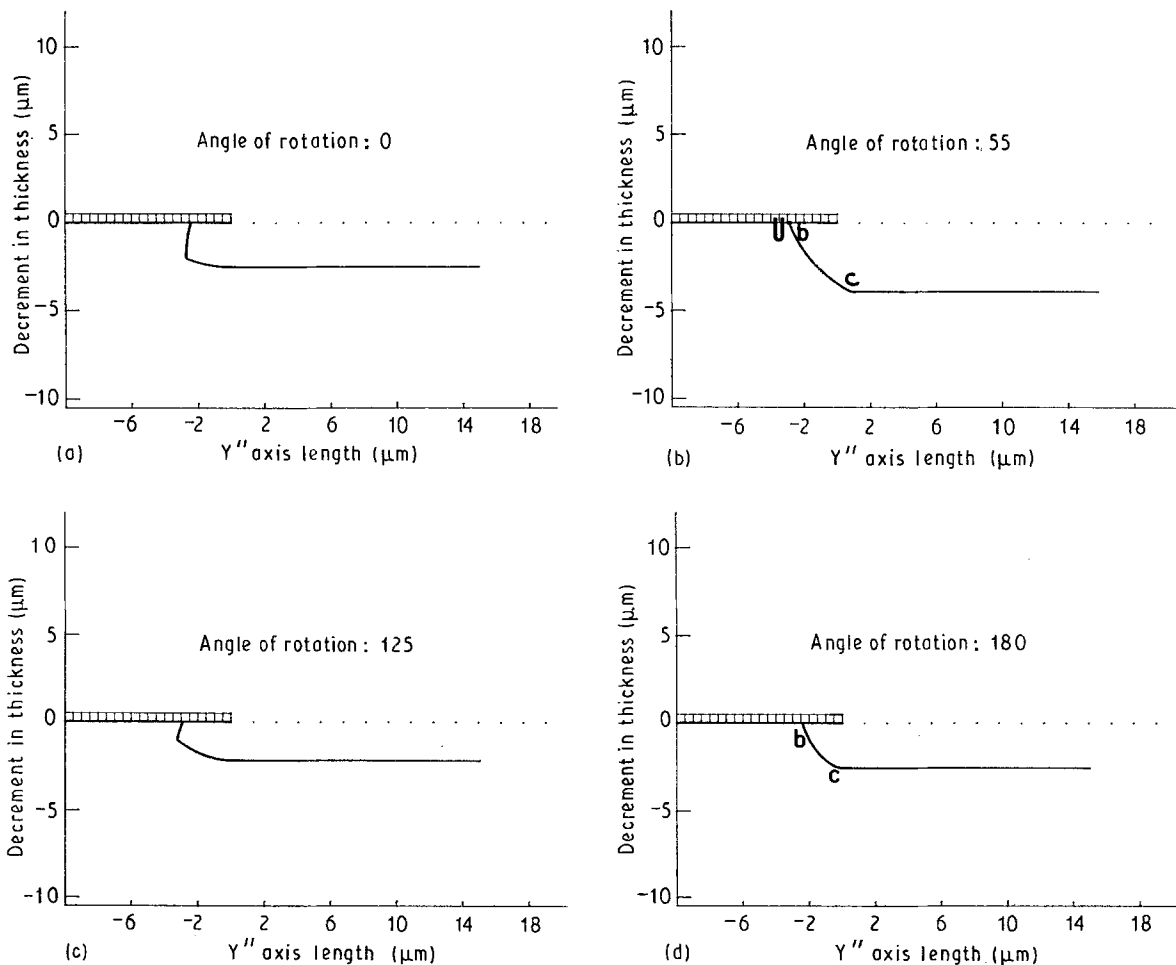 10
5
0
−5
−10
Decrement in thickness (μm)
Angle of rotation : 0
−6 −2 2 6 10 14 18
(a)
Y″ axis length (μm)
10
5
0
−5
−10
Decrement in thickness (μm)
Angle of rotation : 55
U b
c
−6 −2 2 6 10 14 18
(b)
Y″ axis length (μm)
10
5
0
−5
−10
Decrement in thickness (μm)
Angle of rotation : 125
−6 −2 2 6 10 14 18
(c)
Y″ axis length (μm)
10
5
0
−5
−10
Decrement in thickness (μm)
Angle of rotation : 180
b
c
−6 −2 2 6 10 14 18
(d)
Y″ axis length (μm)